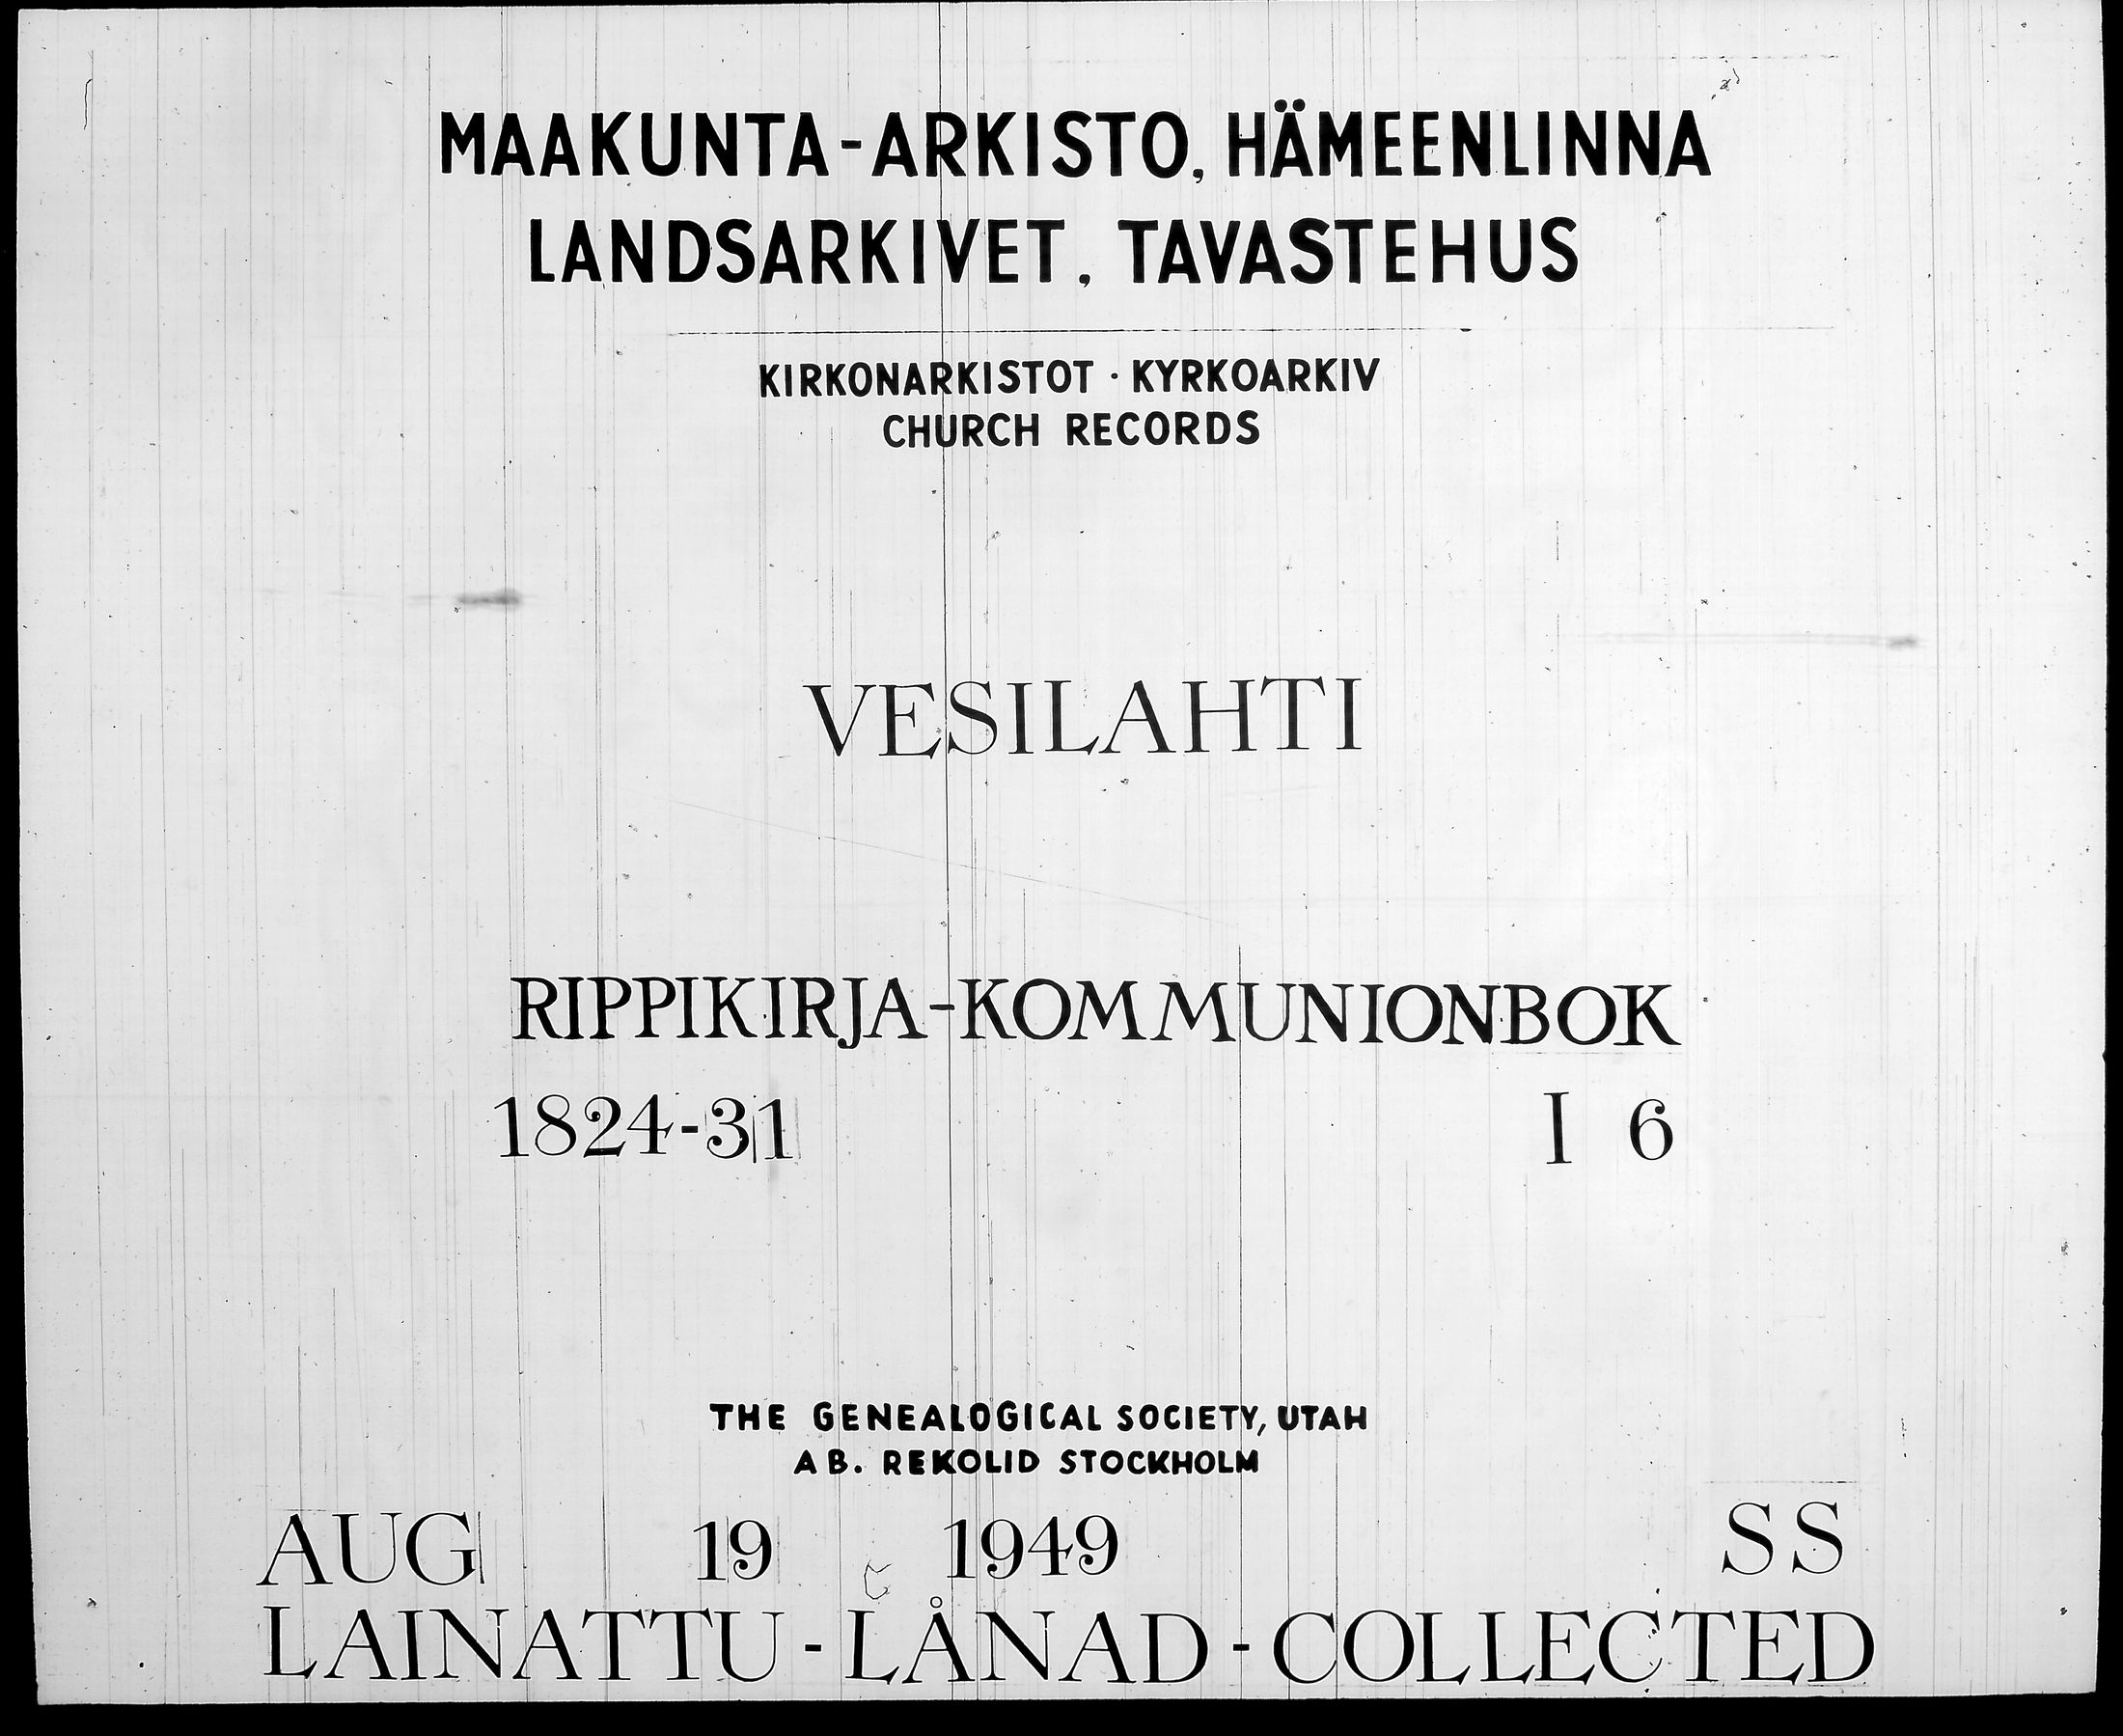 MAAKUNTA-ARKISTO, HÄMEENLINNA
LANDSARKIVET, TAVASTEHUS
KIRKONARKISTOT · KYRKOARKIV
CHURCH RECORDS
VESILAHTI
RIPPIKIRJA-KOMMUNIONBOK
1824-31 I 6
THE GENEALOGICAL SOCIETY, UTAH
AB. REKOLID STOCKHOLM
AUG 19 1949 SS
LAINATTU - LÅNAD - COLLECTED